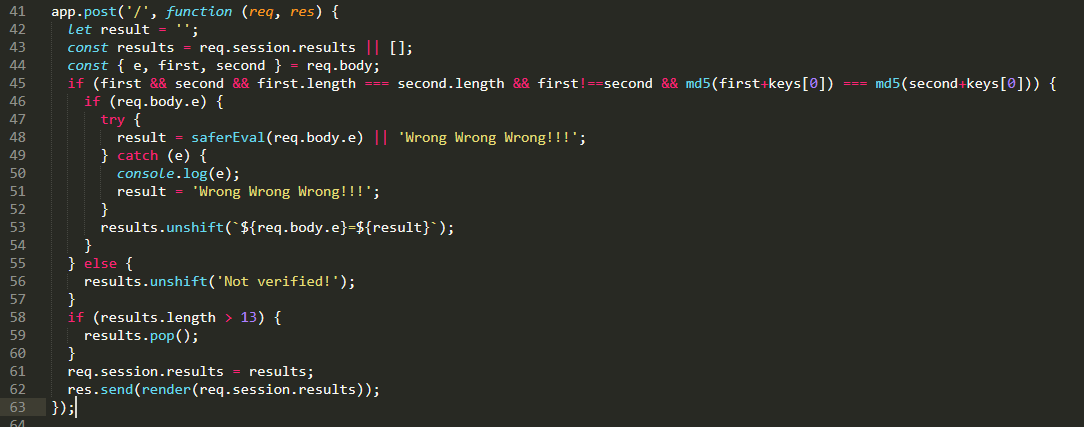 41 app.post('/', function (req, res) {
42 let result = '';
43 const results = req.session.results || [];
44 const { e, first, second } = req.body;
45 if (first && second && first.length === second.length && first!==second && md5(first+keys[0]) === md5(second+keys[0])) {
46 if (req.body.e) {
47 try {
48 result = saferEval(req.body.e) || 'Wrong Wrong Wrong!!!';
49 } catch (e) {
50 console.log(e);
51 result = 'Wrong Wrong Wrong!!!';
52 }
53 results.unshift(`${req.body.e}=${result}`);
54 }
55 } else {
56 results.unshift('Not verified!');
57 }
58 if (results.length > 13) {
59 results.pop();
60 }
61 req.session.results = results;
62 res.send(render(req.session.results));
63 });
64